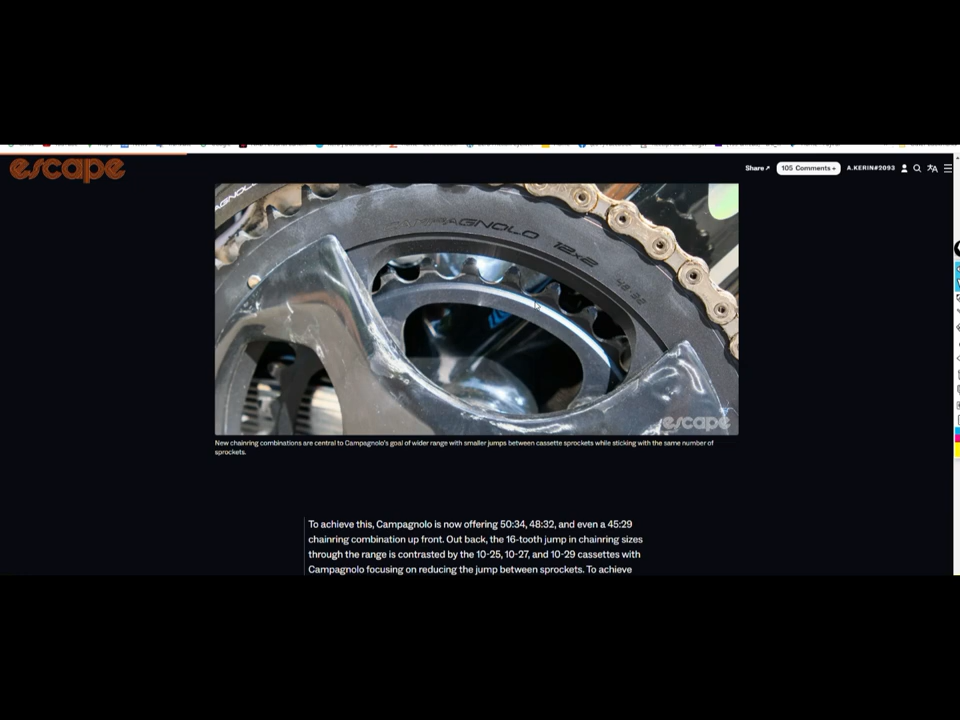 escape
Share↗ 105 Comments + A.KERIN#2093
CAMPAGNOLO 12x2 48/32
escape
New chainring combinations are central to Campagnolo's goal of wider range with smaller jumps between cassette sprockets while sticking with the same number of
sprockets.
To achieve this, Campagnolo is now offering 50:34, 48:32, and even a 45:29
chainring combination up front. Out back, the 16-tooth jump in chainring sizes
through the range is contrasted by the 10-25, 10-27, and 10-29 cassettes with
Campagnolo focusing on reducing the jump between sprockets. To achieve